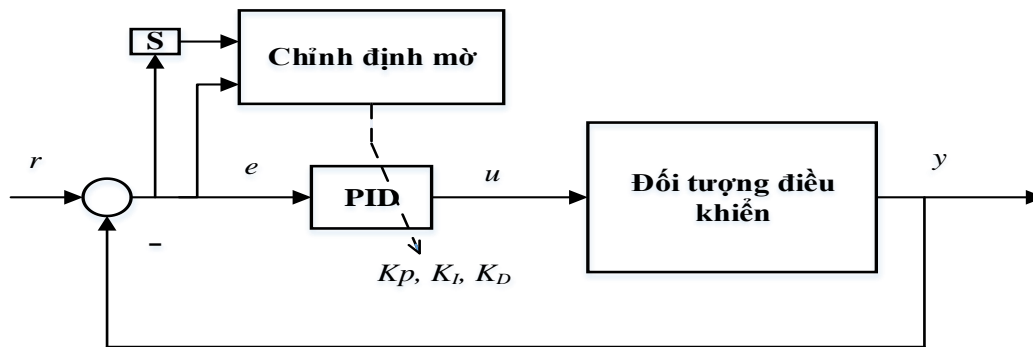 S
Chỉnh định mờ
r
e
PID
u
Đối tượng điều
khiển
y
−
Kp, KI, KD